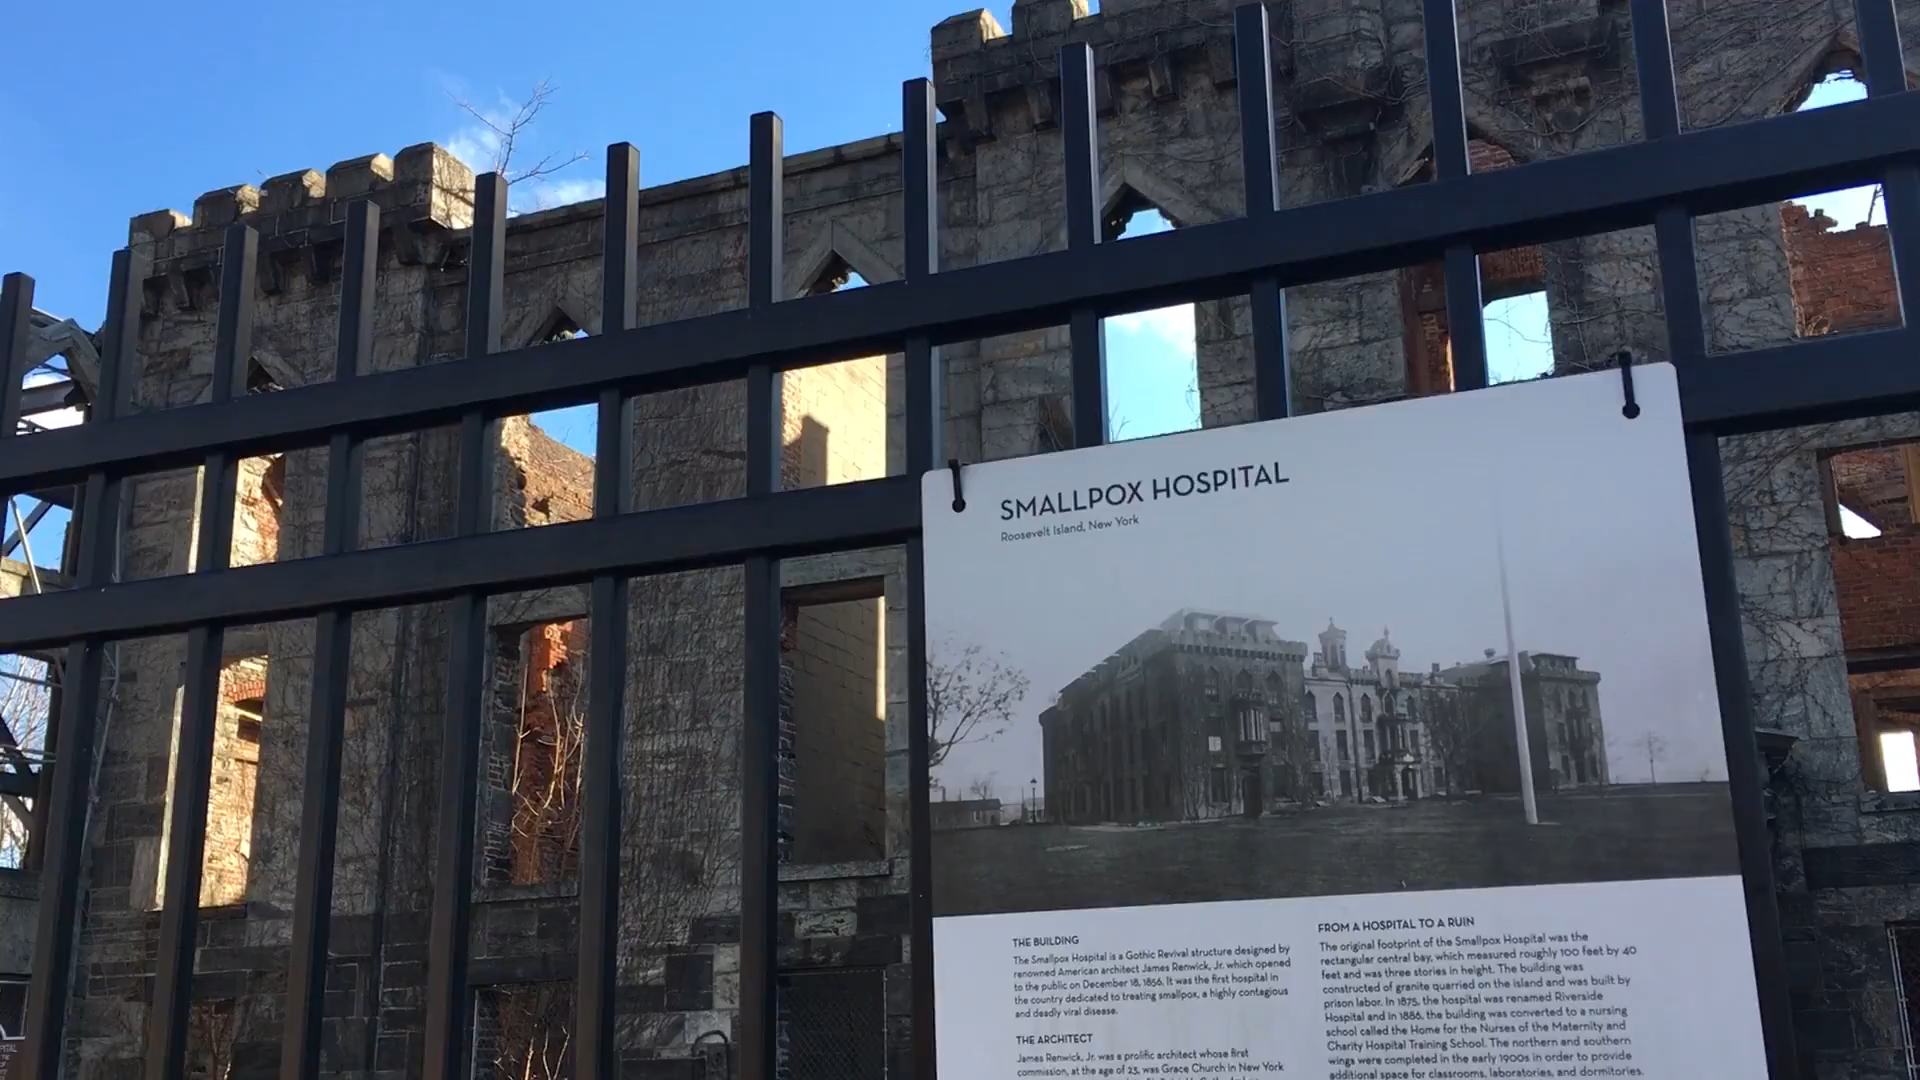 SMALLPOX HOSPITAL
Roosevelt Island, New York
THE BUILDING
The Smallpox Hospital is a Gothic Revival structure designed by
renowned American architect James Renwick, Jr. which opened
to the public on December 18, 1856. It was the first hospital in
the country dedicated to treating smallpox, a highly contagious
and deadly viral disease.
THE ARCHITECT
James Renwick, Jr. was a prolific architect whose first
commission, at the age of 23, was Grace Church in New York
FROM A HOSPITAL TO A RUIN
The original footprint of the Smallpox Hospital was the
rectangular central bay, which measured roughly 100 feet by 40
feet and was three stories in height. The building was
constructed of granite quarried on the island and was built by
prison labor. In 1875, the hospital was renamed Riverside
Hospital and in 1886, the building was converted to a nursing
school called the Home for the Nurses of the Maternity and
Charity Hospital Training School. The northern and southern
wings were completed in the early 1900s in order to provide
additional space for classrooms, laboratories, and dormitories.